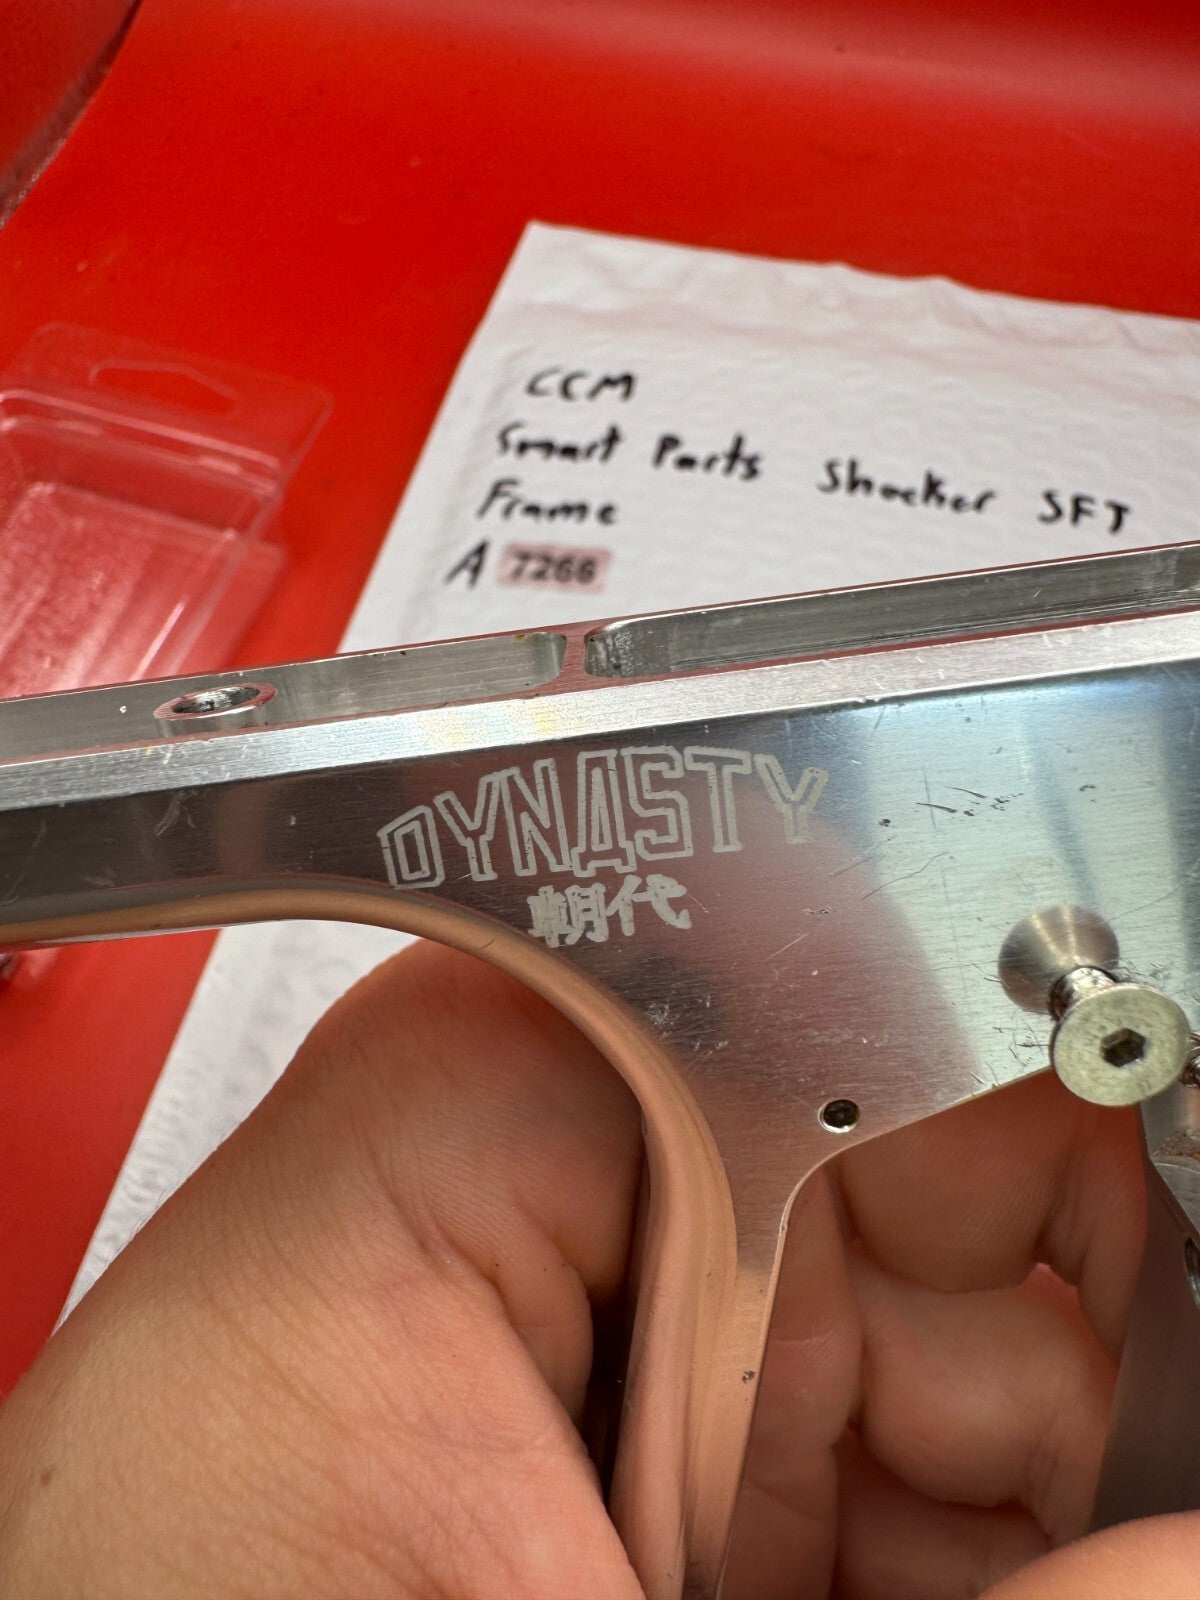 CCM
Smart Parts Shocker SFT
Frame
A 7266
DYNASTY
朝代